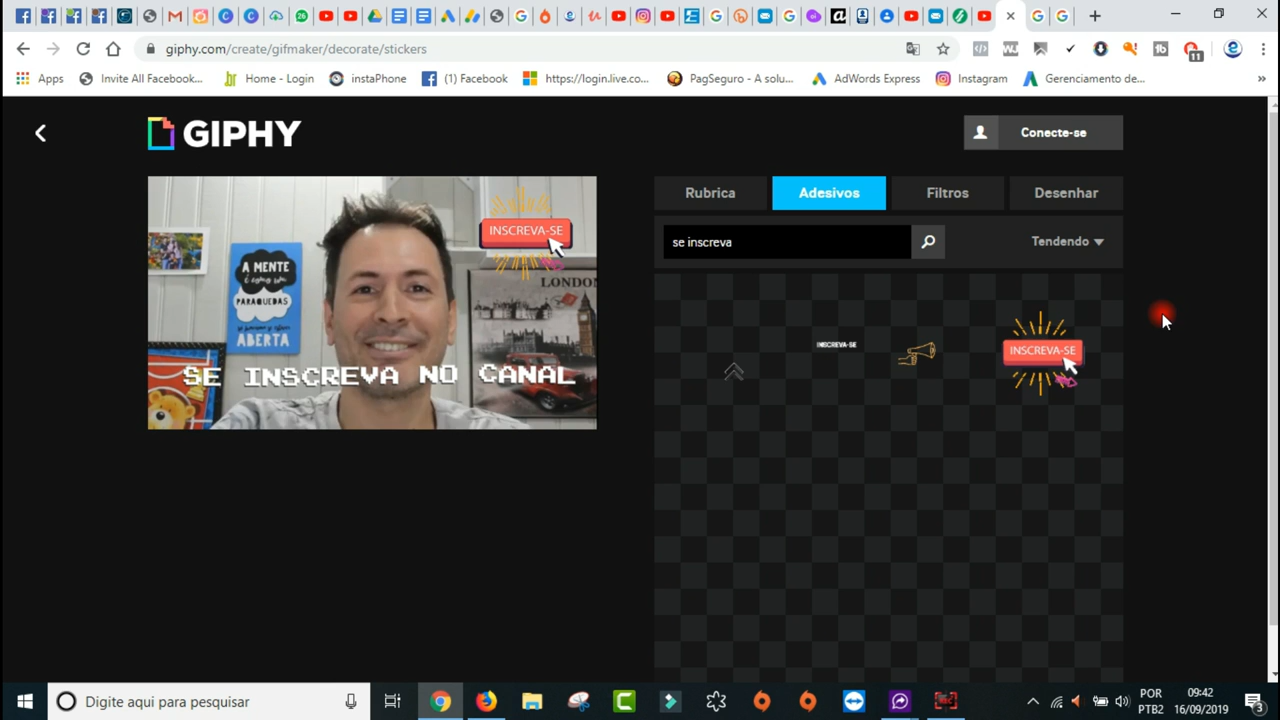 giphy.com/create/gifmaker/decorate/stickers
Apps
Invite All Facebook...
Home - Login
instaPhone
(1) Facebook
https://login.live.co...
PagSeguro - A solu...
AdWords Express
Instagram
Gerenciamento de...
»
GIPHY
Conecte-se
Rubrica
Adesivos
Filtros
Desenhar
se inscreva
Tendendo
INSCREVA-SE
A MENTE
PARAQUEDAS
ABERTA
LONDON
SE INSCREVA NO CANAL
INSCREVA-SE
INSCREVA-SE
Digite aqui para pesquisar
POR
PTB2
09:42
16/09/2019